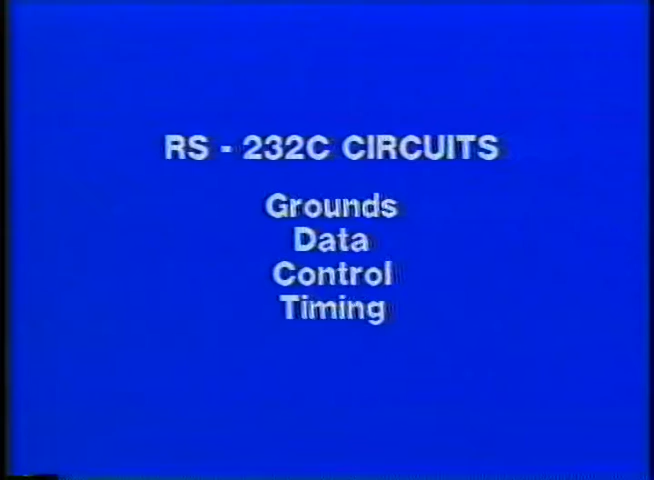 RS - 232C CIRCUITS
Grounds
Data
Control
Timing